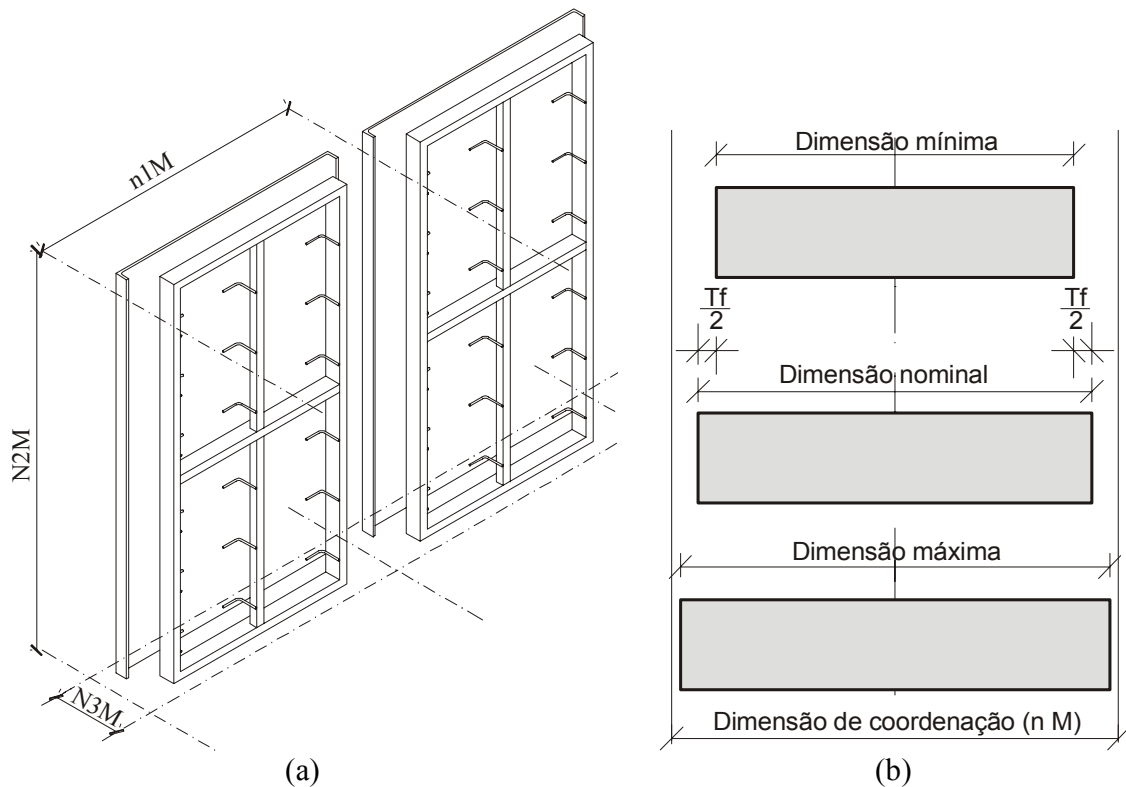 n1M
N2M
N3M
(a)
Dimensão mínima
Tf
2
Tf
2
Dimensão nominal
Dimensão máxima
Dimensão de coordenação (n M)
(b)